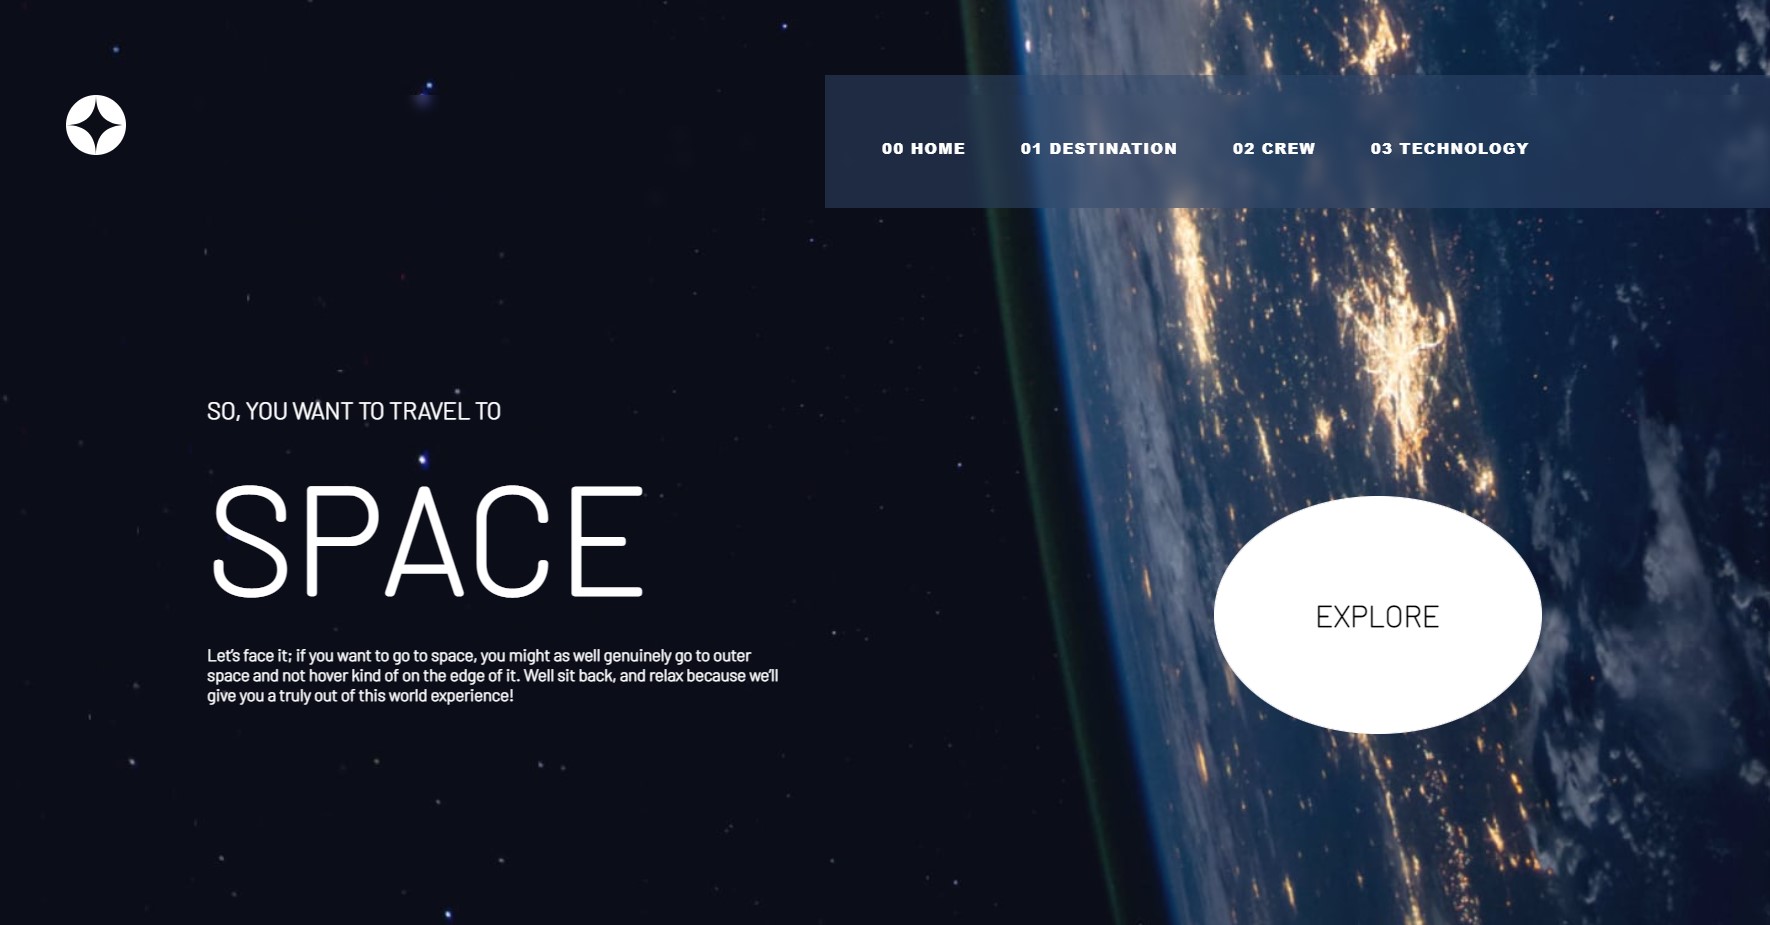 00 HOME 01 DESTINATION 02 CREW 03 TECHNOLOGY
SO, YOU WANT TO TRAVEL TO
SPACE
Let's face it; if you want to go to space, you might as well genuinely go to outer
space and not hover kind of on the edge of it. Well sit back, and relax because we'll
give you a truly out of this world experience!
EXPLORE